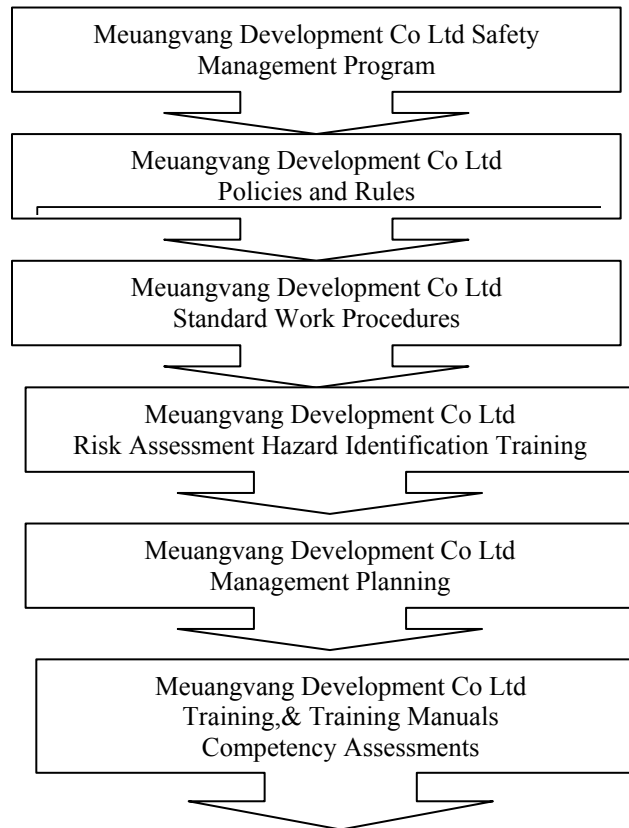 Meuangvang Development Co Ltd Safety
Management Program
Meuangvang Development Co Ltd
Policies and Rules
Meuangvang Development Co Ltd
Standard Work Procedures
Meuangvang Development Co Ltd
Risk Assessment Hazard Identification Training
Meuangvang Development Co Ltd
Management Planning
Meuangvang Development Co Ltd
Training,& Training Manuals
Competency Assessments